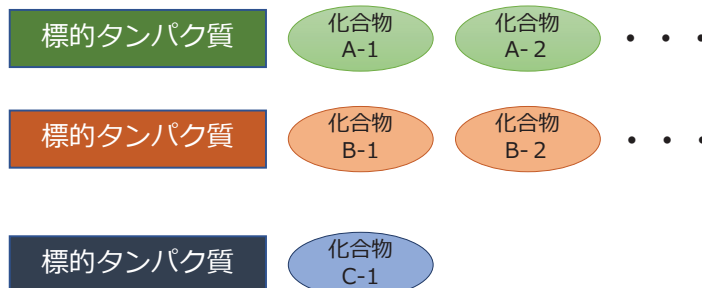 標的タンパク質
化合物
A-1
化合物
A-２
・・・
標的タンパク質
化合物
B-1
化合物
B-２
・・・
標的タンパク質
化合物
C-1